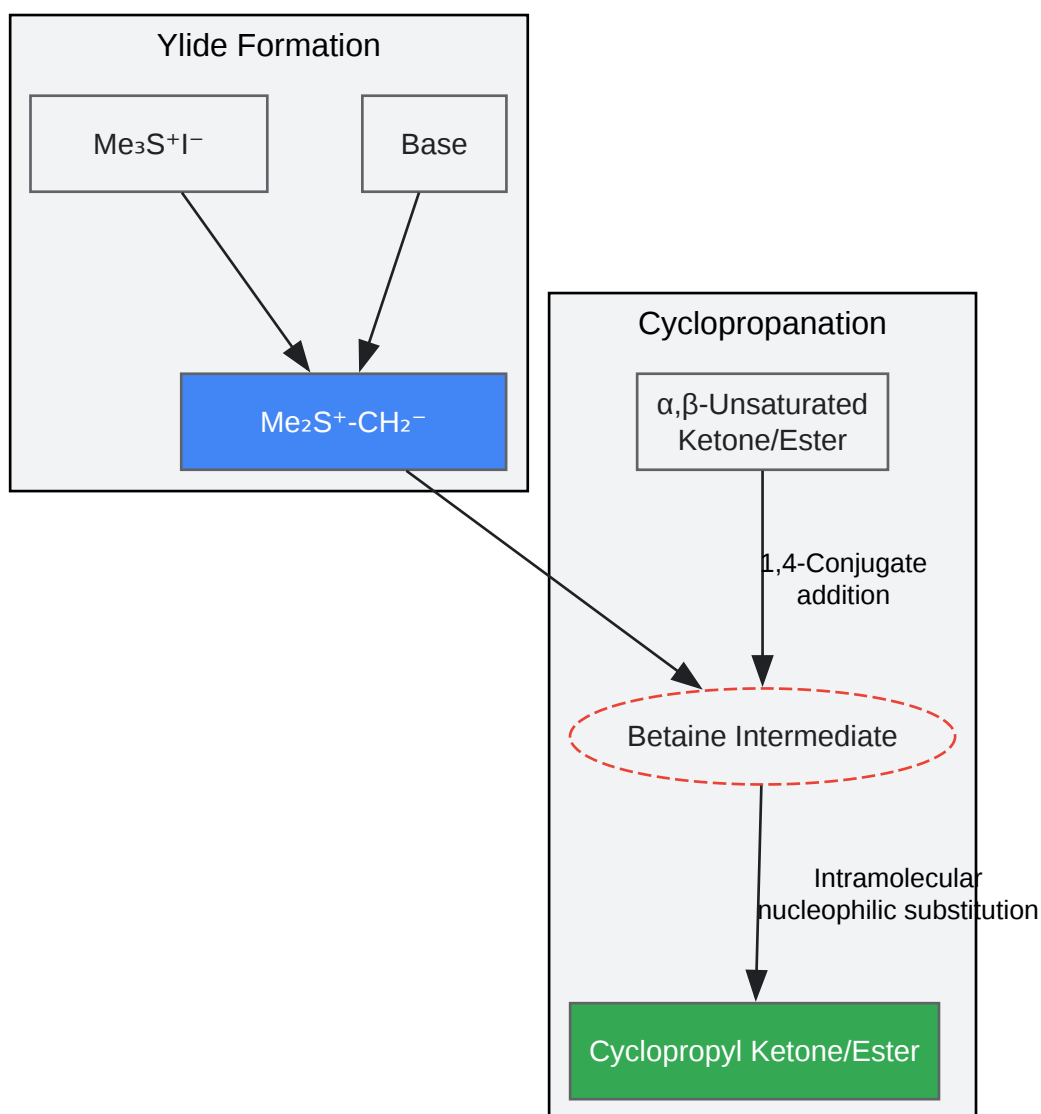 Ylide Formation
Me₃S⁺I⁻
Base
Me₂S⁺-CH₂⁻
Cyclopropanation
α,β-Unsaturated
Ketone/Ester
1,4-Conjugate
addition
Betaine Intermediate
Intramolecular
nucleophilic substitution
Cyclopropyl Ketone/Ester